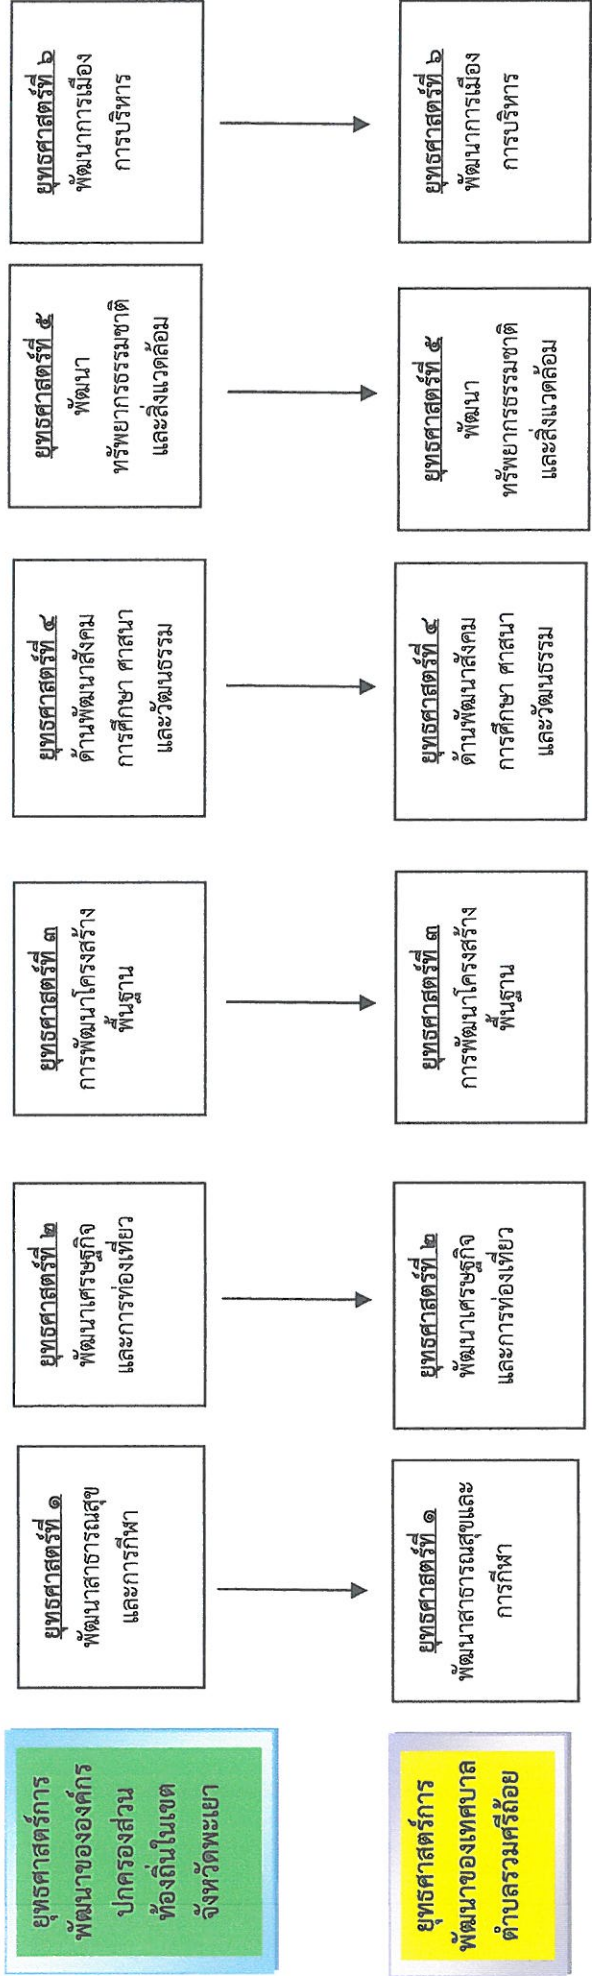 ยุทธศาสตร์การ
พัฒนาขององค์กร
ปกครองส่วน
ท้องถิ่นในเขต
จังหวัดพะเยา
ยุทธศาสตร์ที่ ๑
พัฒนาสาธารณสุข
และการกีฬา
ยุทธศาสตร์ที่ ๒
พัฒนาเศรษฐกิจ
และการท่องเที่ยว
ยุทธศาสตร์ที่ ๓
การพัฒนาโครงสร้าง
พื้นฐาน
ยุทธศาสตร์ที่ ๔
ด้านพัฒนาสังคม
การศึกษา ศาสนา
และวัฒนธรรม
ยุทธศาสตร์ที่ ๕
พัฒนา
ทรัพยากรธรรมชาติ
และสิ่งแวดล้อม
ยุทธศาสตร์ที่ ๖
พัฒนาการเมือง
การบริหาร
ยุทธศาสตร์การ
พัฒนาของเทศบาล
ตำบลรวมศรีถ้อย
ยุทธศาสตร์ที่ ๑
พัฒนาสาธารณสุขและ
การกีฬา
ยุทธศาสตร์ที่ ๒
พัฒนาเศรษฐกิจ
และการท่องเที่ยว
ยุทธศาสตร์ที่ ๓
การพัฒนาโครงสร้าง
พื้นฐาน
ยุทธศาสตร์ที่ ๔
ด้านพัฒนาสังคม
การศึกษา ศาสนา
และวัฒนธรรม
ยุทธศาสตร์ที่ ๕
พัฒนา
ทรัพยากรธรรมชาติ
และสิ่งแวดล้อม
ยุทธศาสตร์ที่ ๖
พัฒนาการเมือง
การบริหาร